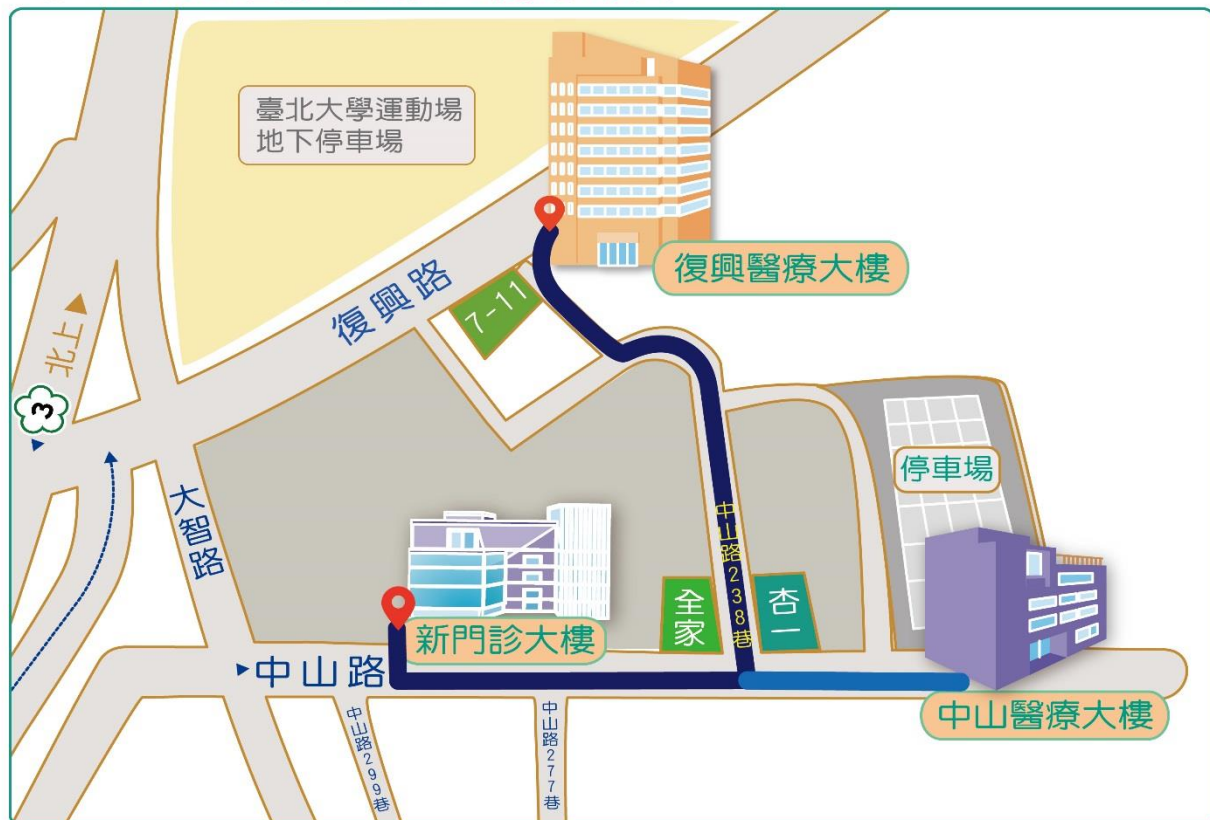 臺北大學運動場
地下停車場
復興醫療大樓
7-11
復興路
北上
3
停車場
大智路
中山路238巷
全家
杏一
新門診大樓
中山路
中山醫療大樓
中山路299巷
中山路277巷